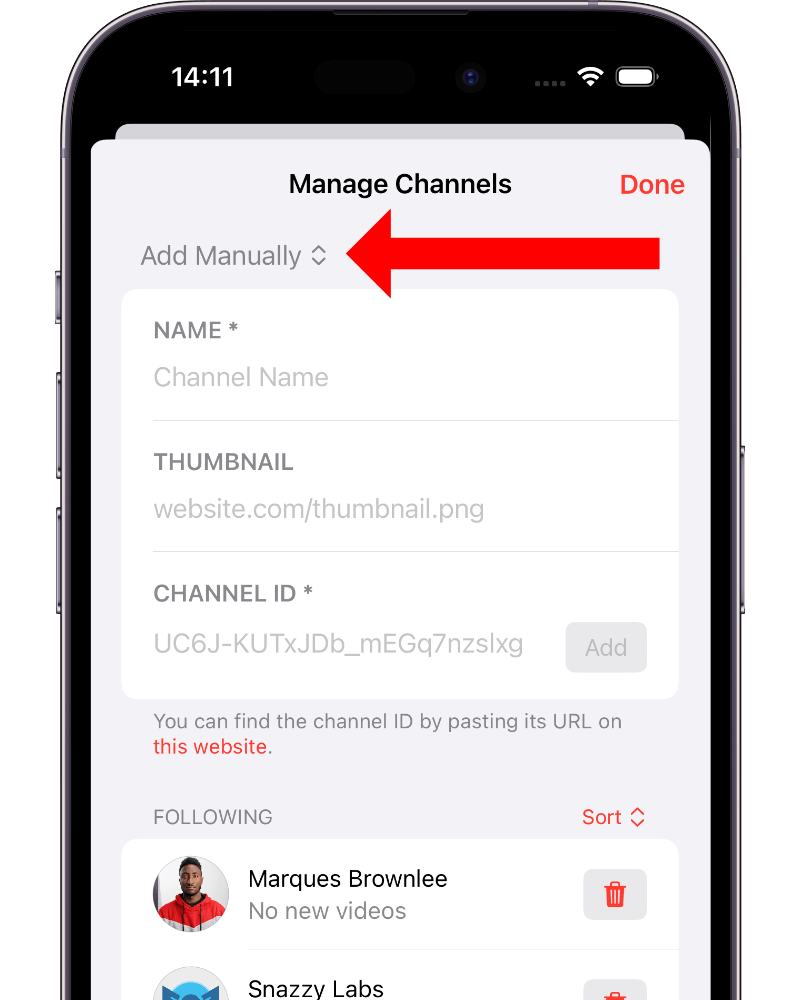 14:11
Manage Channels
Done
Add Manually
NAME *
Channel Name
THUMBNAIL
website.com/thumbnail.png
CHANNEL ID *
UC6J-KUTxJDb_mEGq7nzslxg
Add
You can find the channel ID by pasting its URL on
this website.
FOLLOWING
Sort
Marques Brownlee
No new videos
Snazzy Labs